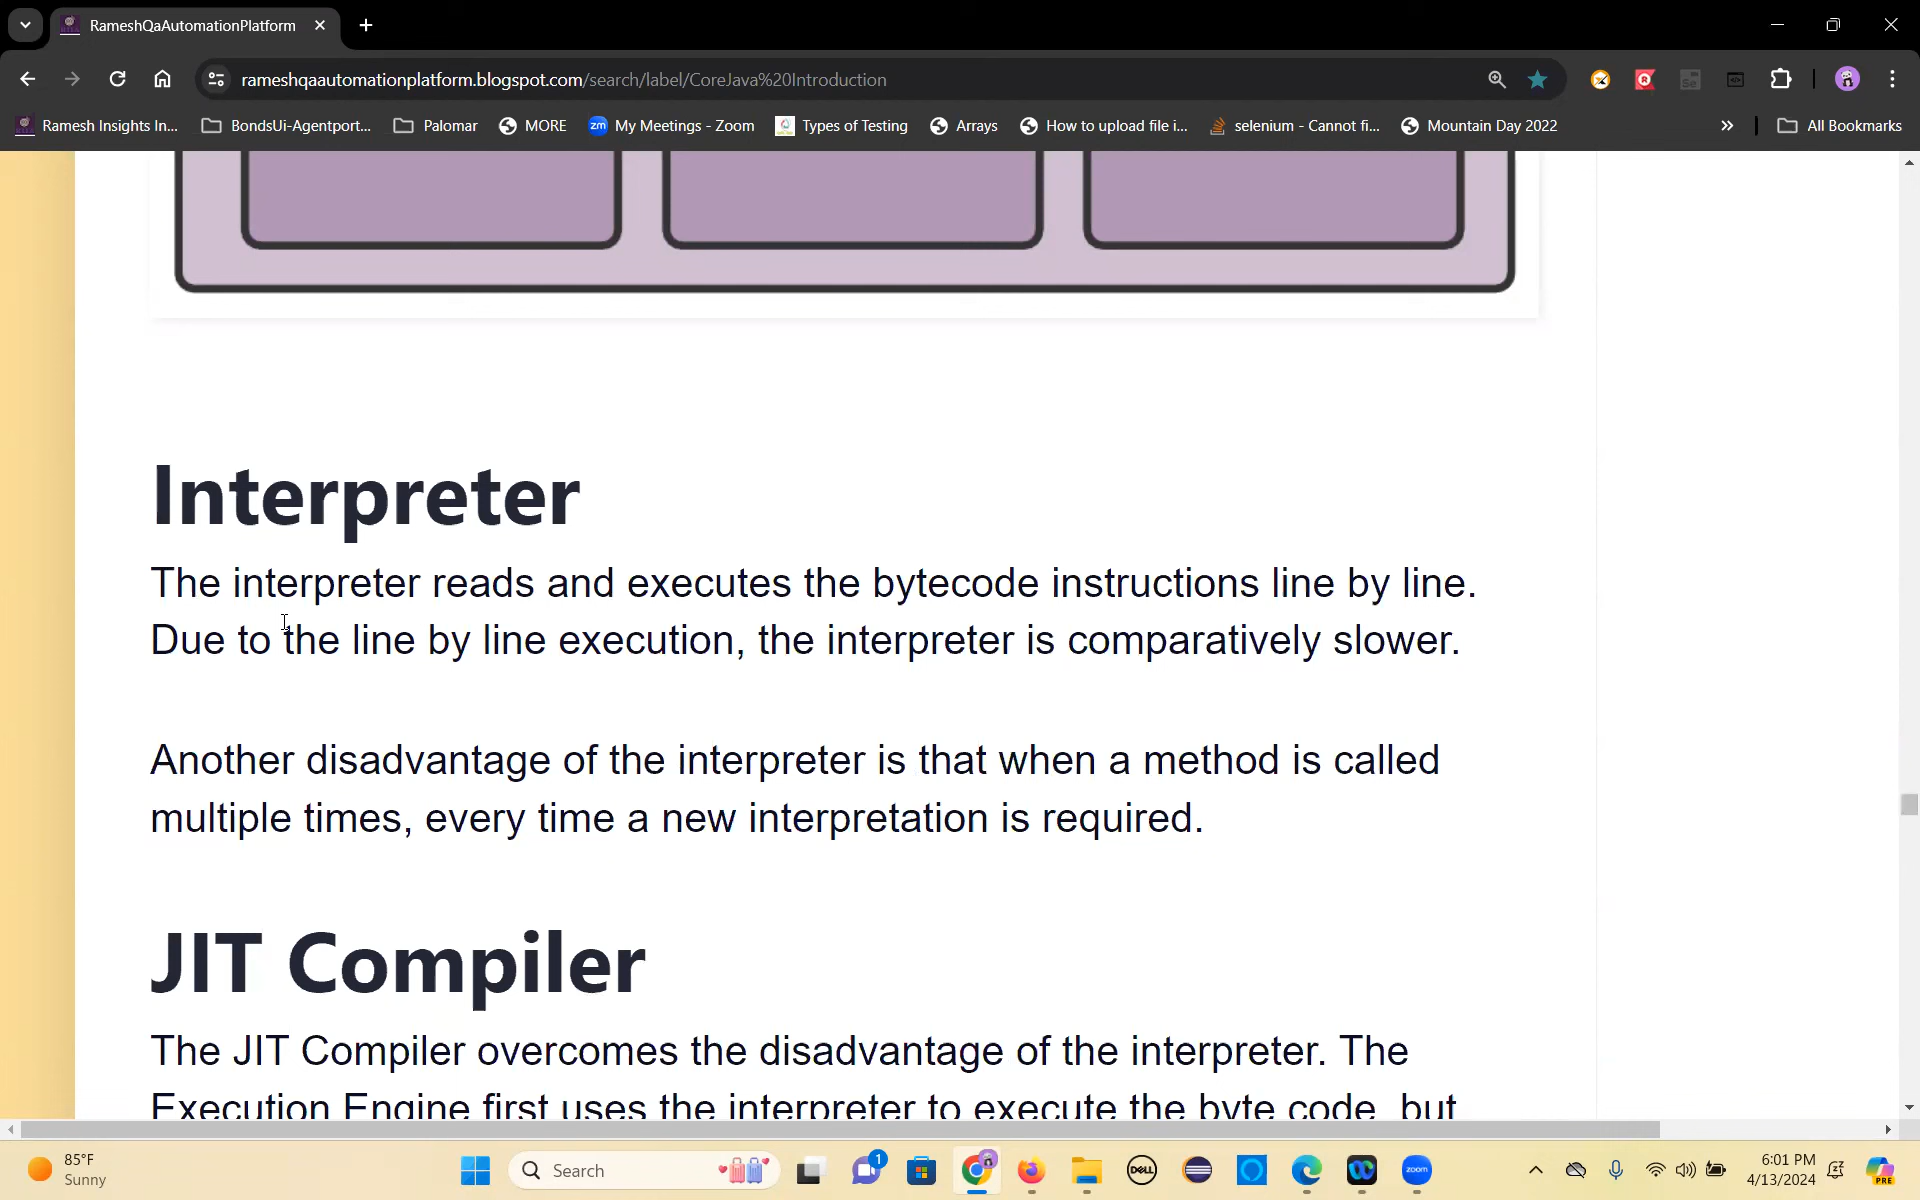 RameshQaAutomationPlatform
rameshqaautomationplatform.blogspot.com/search/label/CoreJava%20Introduction
Ramesh Insights In... BondsUi-Agentport... Palomar MORE zm My Meetings - Zoom Types of Testing Arrays How to upload file i... selenium - Cannot fi... Mountain Day 2022 » All Bookmarks
Interpreter
The interpreter reads and executes the bytecode instructions line by line.
Due to the line by line execution, the interpreter is comparatively slower.
Another disadvantage of the interpreter is that when a method is called
multiple times, every time a new interpretation is required.
JIT Compiler
The JIT Compiler overcomes the disadvantage of the interpreter. The
Execution Engine first uses the interpreter to execute the byte code, but
85°F
Sunny
Search
1
DELL
zoom
6:01 PM
4/13/2024
PRE